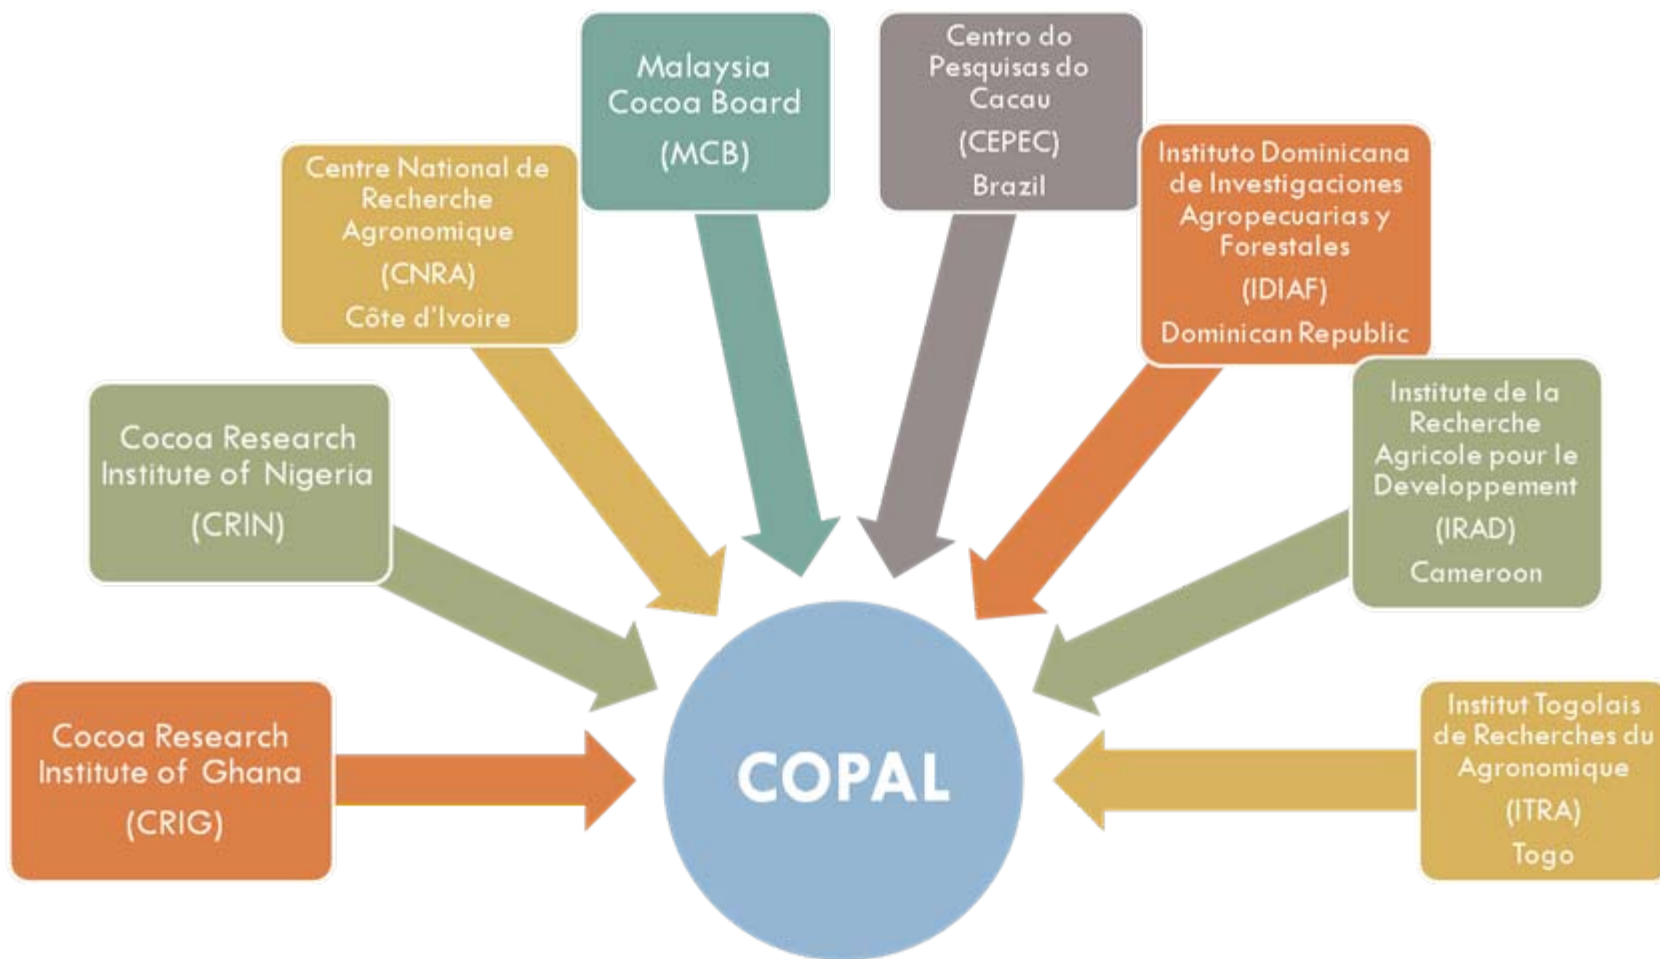 Malaysia
Cocoa Board
(MCB)
Centro do
Pesquisas do
Cacau
(CEPEC)
Brazil
Centre National de
Recherche
Agronomique
(CNRA)
Côte d'Ivoire
Instituto Dominicana
de Investigaciones
Agropecuarias y
Forestales
(IDIAF)
Dominican Republic
Cocoa Research
Institute of Nigeria
(CRIN)
Institute de la
Recherche
Agricole pour le
Developpement
(IRAD)
Cameroon
Cocoa Research
Institute of Ghana
(CRIG)
COPAL
Institut Togolais
de Recherches du
Agronomique
(ITRA)
Togo